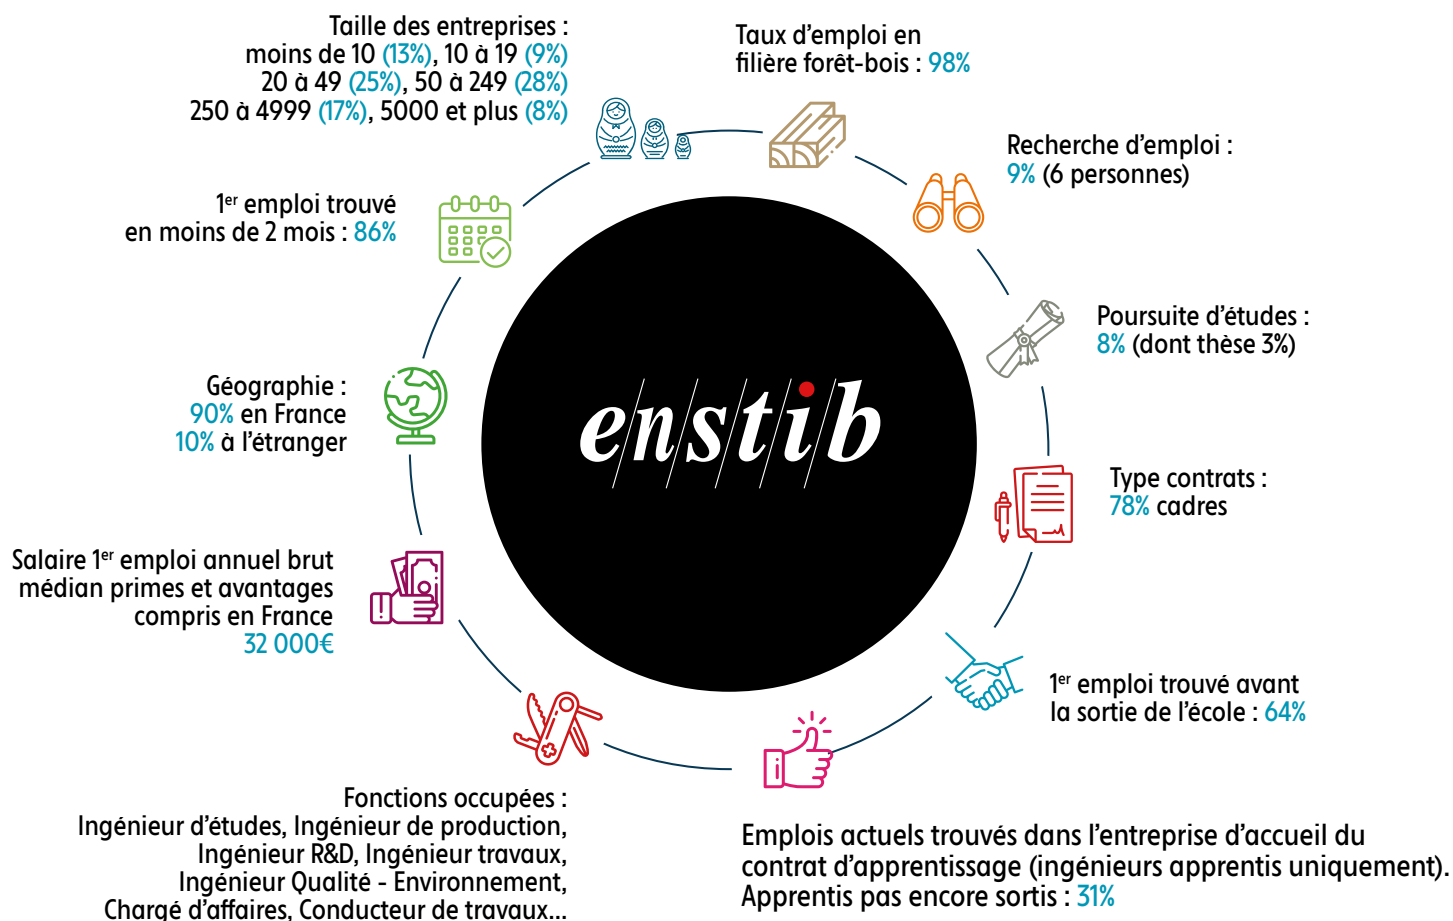 Taille des entreprises :
moins de 10 (13%), 10 à 19 (9%)
20 à 49 (25%), 50 à 249 (28%)
250 à 4999 (17%), 5000 et plus (8%)
Taux d'emploi en
filière forêt-bois : 98%
Recherche d'emploi :
9% (6 personnes)
1er emploi trouvé
en moins de 2 mois : 86%
Poursuite d'études :
8% (dont thèse 3%)
Géographie :
90% en France
10% à l'étranger
enstib
Type contrats :
78% cadres
Salaire 1er emploi annuel brut
médian primes et avantages
compris en France
32 000€
1er emploi trouvé avant
la sortie de l'école : 64%
Fonctions occupées :
Ingénieur d'études, Ingénieur de production,
Ingénieur R&D, Ingénieur travaux,
Ingénieur Qualité - Environnement,
Chargé d'affaires, Conducteur de travaux...
Emplois actuels trouvés dans l'entreprise d'accueil du
contrat d'apprentissage (ingénieurs apprentis uniquement).
Apprentis pas encore sortis : 31%